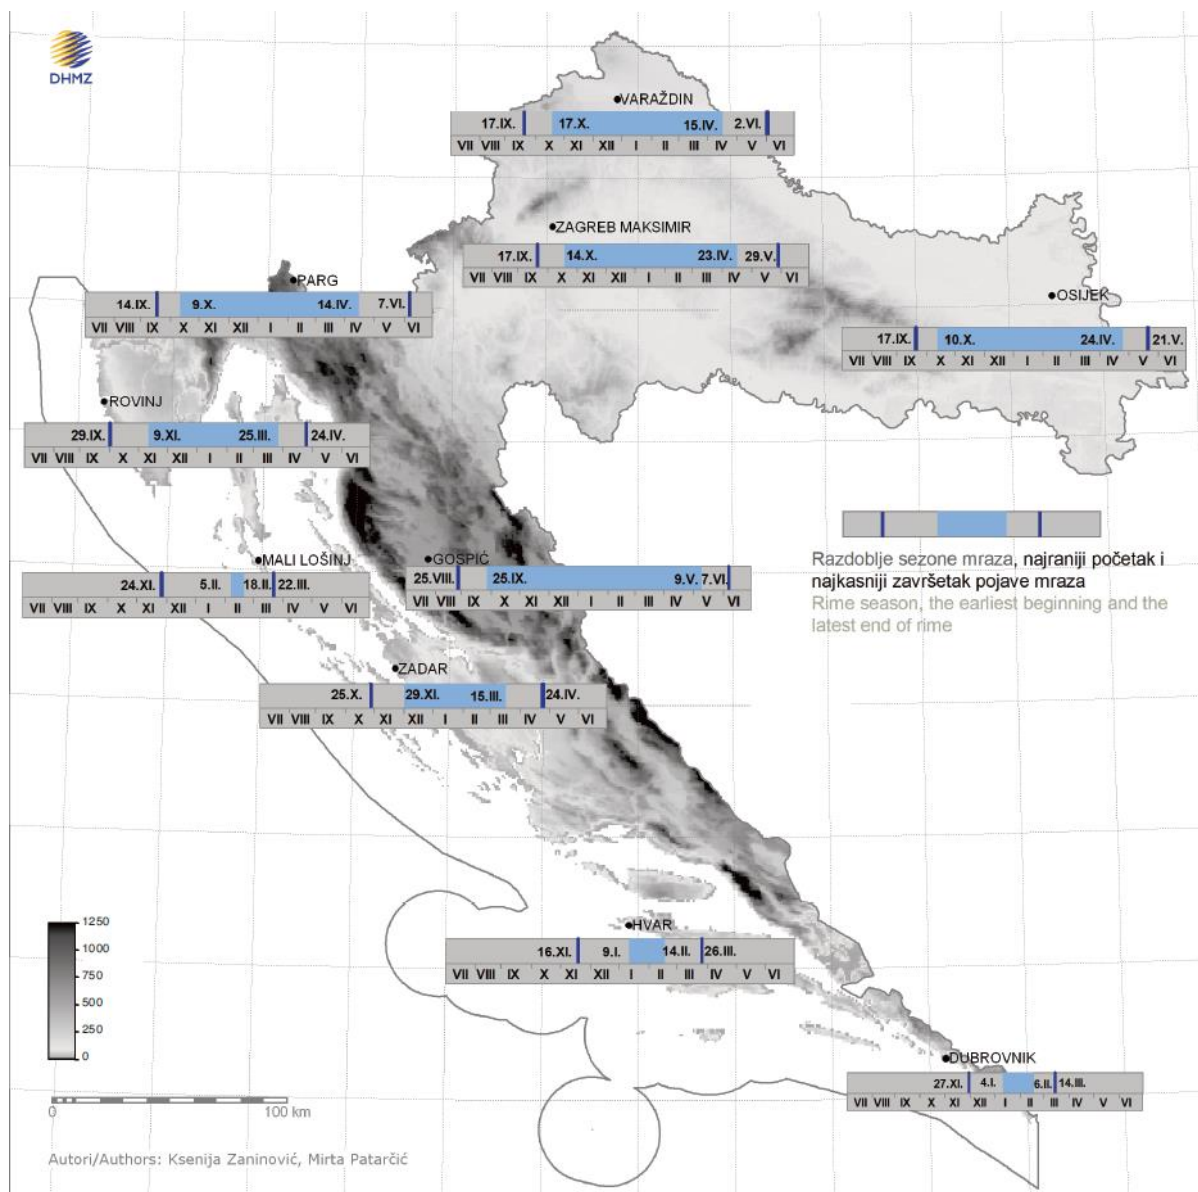 DHMZ
VARAŽDIN
17.IX. 17.X. 15.IV. 2.VI.
VII VIII IX X XI XII I II III IV V VI
ZAGREB MAKSIMIR
17.IX. 14.X. 23.IV. 29.V.
VII VIII IX X XI XII I II III IV V VI
PARG
14.IX. 9.X. 14.IV. 7.VI.
VII VIII IX X XI XII I II III IV V VI
OSIJEK
17.IX. 10.X. 24.IV. 21.V.
VII VIII IX X XI XII I II III IV V VI
ROVINJ
29.IX. 9.XI. 25.III. 24.IV.
VII VIII IX X XI XII I II III IV V VI
Razdoblje sezone mraza, najraniji početak i
najkasniji završetak pojave mraza
Rime season, the earliest beginning and the
latest end of rime
MALI LOŠINJ
24.XI. 5.II. 18.II. 22.III.
VII VIII IX X XI XII I II III IV V VI
GOSPIĆ
25.VIII. 25.IX. 9.V. 7.VI.
VII VIII IX X XI XII I II III IV V VI
ZADAR
25.X. 29.XI. 15.III. 24.IV.
VII VIII IX X XI XII I II III IV V VI
HVAR
16.XI. 9.I. 14.II. 26.III.
VII VIII IX X XI XII I II III IV V VI
1250
1000
750
500
250
0
DUBROVNIK
27.XI. 4.I. 6.II. 14.III.
VII VIII IX X XI XII I II III IV V VI
0 100 km
Autori/Authors: Ksenija Zaninović, Mirta Patarčić